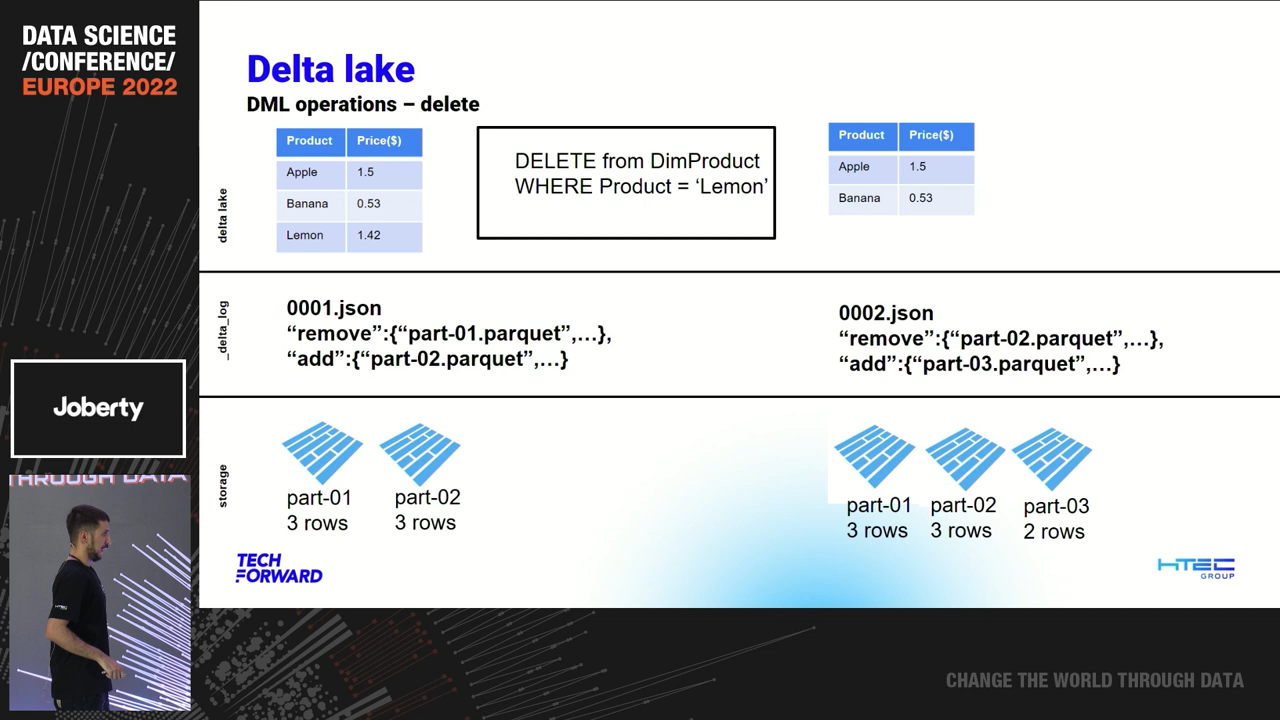 DATA SCIENCE
/CONFERENCE/
EUROPE 2022
Delta lake
DML operations – delete
delta lake
Product Price($)
Apple 1.5
Banana 0.53
Lemon 1.42
DELETE from DimProduct
WHERE Product = ‘Lemon’
Product Price($)
Apple 1.5
Banana 0.53
_delta_log
0001.json
“remove”:{“part-01.parquet”,…},
“add”:{“part-02.parquet”,…}
0002.json
“remove”:{“part-02.parquet”,…},
“add”:{“part-03.parquet”,…}
storage
part-01
3 rows
part-02
3 rows
part-01
3 rows
part-02
3 rows
part-03
2 rows
TECH
FORWARD
HTEC
GROUP
Joberty
THROUGH DATA
HTEC
CHANGE THE WORLD THROUGH DATA